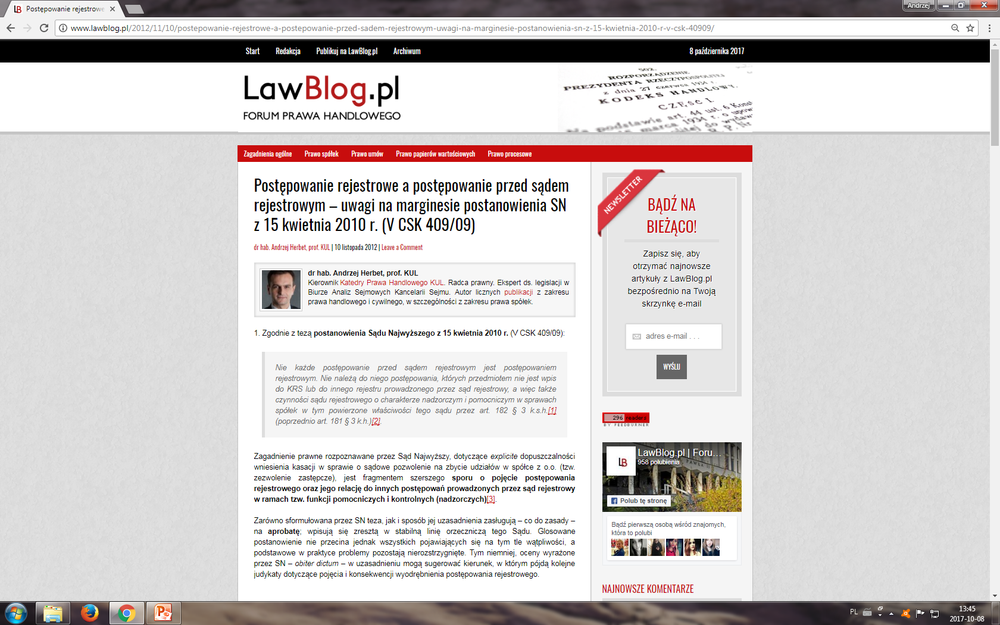 Postępowanie rejestrowe
Andrzej
www.lawblog.pl/2012/11/10/postepowanie-rejestrowe-a-postepowanie-przed-sadem-rejestrowym-uwagi-na-marginesie-postanowienia-sn-z-15-kwietnia-2010-r-v-csk-40909/
Start Redakcja Publikuj na LawBlog.pl Archiwum 8 października 2017
LawBlog.pl
FORUM PRAWA HANDLOWEGO
502.
ROZPORZĄDZENIE
PREZYDENTA RZECZYPOSPOLITEJ
z dnia 27 czerwca 1934 r.
KODEKS HANDLOWY.
CZĘŚĆ I.
Na podstawie art. 44 ust. 6
marca 1934 r. o
Zagadnienia ogólne Prawo spółek Prawo umów Prawo papierów wartościowych Prawo procesowe
Postępowanie rejestrowe a postępowanie przed sądem
rejestrowym – uwagi na marginesie postanowienia SN
z 15 kwietnia 2010 r. (V CSK 409/09)
dr hab. Andrzej Herbet, prof. KUL | 10 listopada 2012 | Leave a Comment
dr hab. Andrzej Herbet, prof. KUL
Kierownik Katedry Prawa Handlowego KUL. Radca prawny. Ekspert ds. legislacji w
Biurze Analiz Sejmowych Kancelarii Sejmu. Autor licznych publikacji z zakresu
prawa handlowego i cywilnego, w szczególności z zakresu prawa spółek.
1. Zgodnie z tezą postanowienia Sądu Najwyższego z 15 kwietnia 2010 r. (V CSK 409/09):
Nie każde postępowanie przed sądem rejestrowym jest postępowaniem
rejestrowym. Nie należą do niego postępowania, których przedmiotem nie jest wpis
do KRS lub do innego rejestru prowadzonego przez sąd rejestrowy, a więc także
czynności sądu rejestrowego o charakterze nadzorczym i pomocniczym w sprawach
spółek w tym powierzone właściwości tego sądu przez art. 182 § 3 k.s.h.[1]
(poprzednio art. 181 § 3 k.h.)[2].
Zagadnienie prawne rozpoznawane przez Sąd Najwyższy, dotyczące explicite dopuszczalności
wniesienia kasacji w sprawie o sądowe pozwolenie na zbycie udziałów w spółce z o.o. (tzw.
zezwolenie zastępcze), jest fragmentem szerszego sporu o pojęcie postępowania
rejestrowego oraz jego relację do innych postępowań prowadzonych przez sąd rejestrowy
w ramach tzw. funkcji pomocniczych i kontrolnych (nadzorczych)[3].
Zarówno sformułowana przez SN teza, jak i sposób jej uzasadnienia zasługują – co do zasady –
na aprobatę; wpisują się zresztą w stabilną linię orzeczniczą tego Sądu. Glosowane
postanowienie nie przecina jednak wszystkich pojawiających się na tym tle wątpliwości, a
podstawowe w praktyce problemy pozostają nierozstrzygnięte. Tym niemniej, oceny wyrażone
przez SN – obiter dictum – w uzasadnieniu mogą sugerować kierunek, w którym pójdą kolejne
judykaty dotyczące pojęcia i konsekwencji wyodrębnienia postępowania rejestrowego.
NEWSLETTER
BĄDŹ NA
BIEŻĄCO!
Zapisz się, aby
otrzymać najnowsze
artykuły z LawBlog.pl
bezpośrednio na Twoją
skrzynkę e-mail
adres e-mail . . .
WYŚLIJ
296 readers
BY FEEDBURNER
LB
LawBlog.pl | Foru...
958 polubienia
Polub tę stronę
Bądź pierwszą osobą wśród znajomych,
która to polubi
NAJNOWSZE KOMENTARZE
PL
13:45
2017-10-08